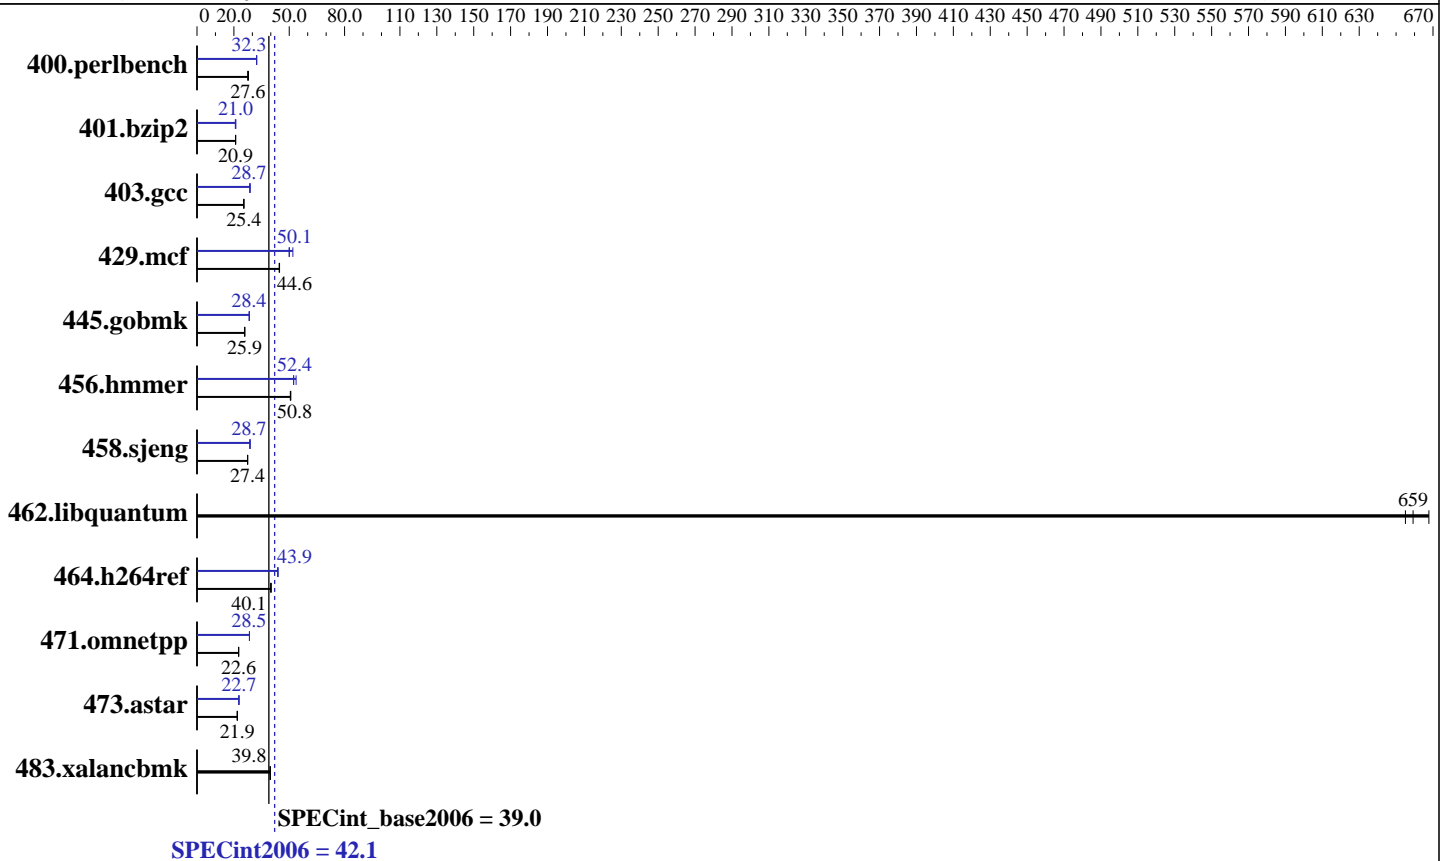 0 20.0 50.0 80.0 110 130 150 170 190 210 230 250 270 290 310 330 350 370 390 410 430 450 470 490 510 530 550 570 590 610 630 670
32.3
400.perlbench
27.6
21.0
401.bzip2
20.9
28.7
403.gcc
25.4
50.1
429.mcf
44.6
28.4
445.gobmk
25.9
52.4
456.hmmer
50.8
28.7
458.sjeng
27.4
659
462.libquantum
43.9
464.h264ref
40.1
28.5
471.omnetpp
22.6
22.7
473.astar
21.9
39.8
483.xalancbmk
SPECint_base2006 = 39.0
SPECint2006 = 42.1